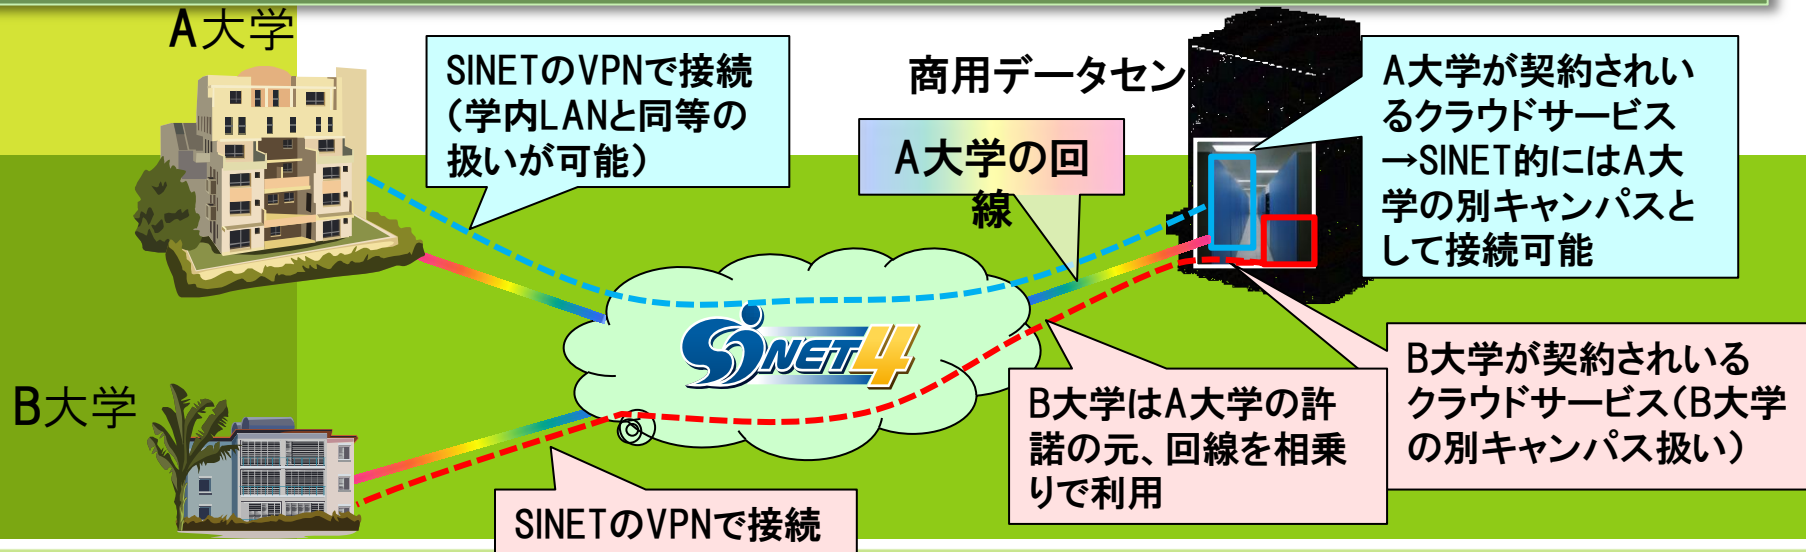 A大学
SINETのVPNで接続
(学内LANと同等の
扱いが可能)
商用データセン
A大学の回
線
A大学が契約されい
るクラウドサービス
→SINET的にはA大
学の別キャンパスと
して接続可能
SINET4
B大学
SINETのVPNで接続
B大学はA大学の許
諾の元、回線を相乗
りで利用
B大学が契約されいる
クラウドサービス(B大学
の別キャンパス扱い)